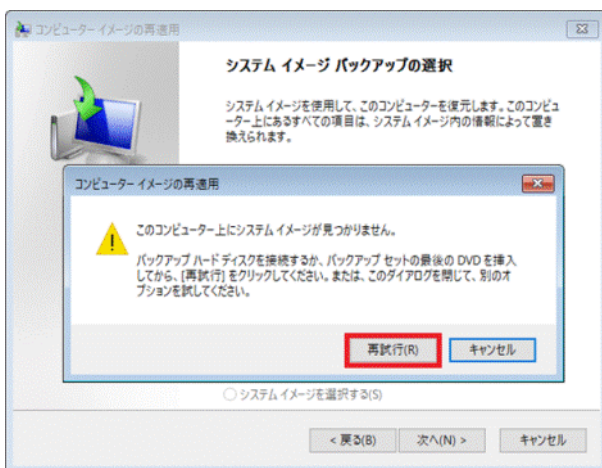 コンピューター イメージの再適用
システム イメージ バックアップの選択
システム イメージを使用して、このコンピューターを復元します。このコンピュ
ーター上にあるすべての項目は、システム イメージ内の情報によって置き
換えられます。
コンピューター イメージの再適用
このコンピューター上にシステム イメージが見つかりません。
バックアップ ハード ディスクを接続するか、バックアップ セットの最後の DVD を挿入
してから、[再試行] をクリックしてください。または、このダイアログを閉じて、別のオ
プションを試してください。
再試行(R)
キャンセル
システム イメージを選択する(S)
< 戻る(B)
次へ(N) >
キャンセル